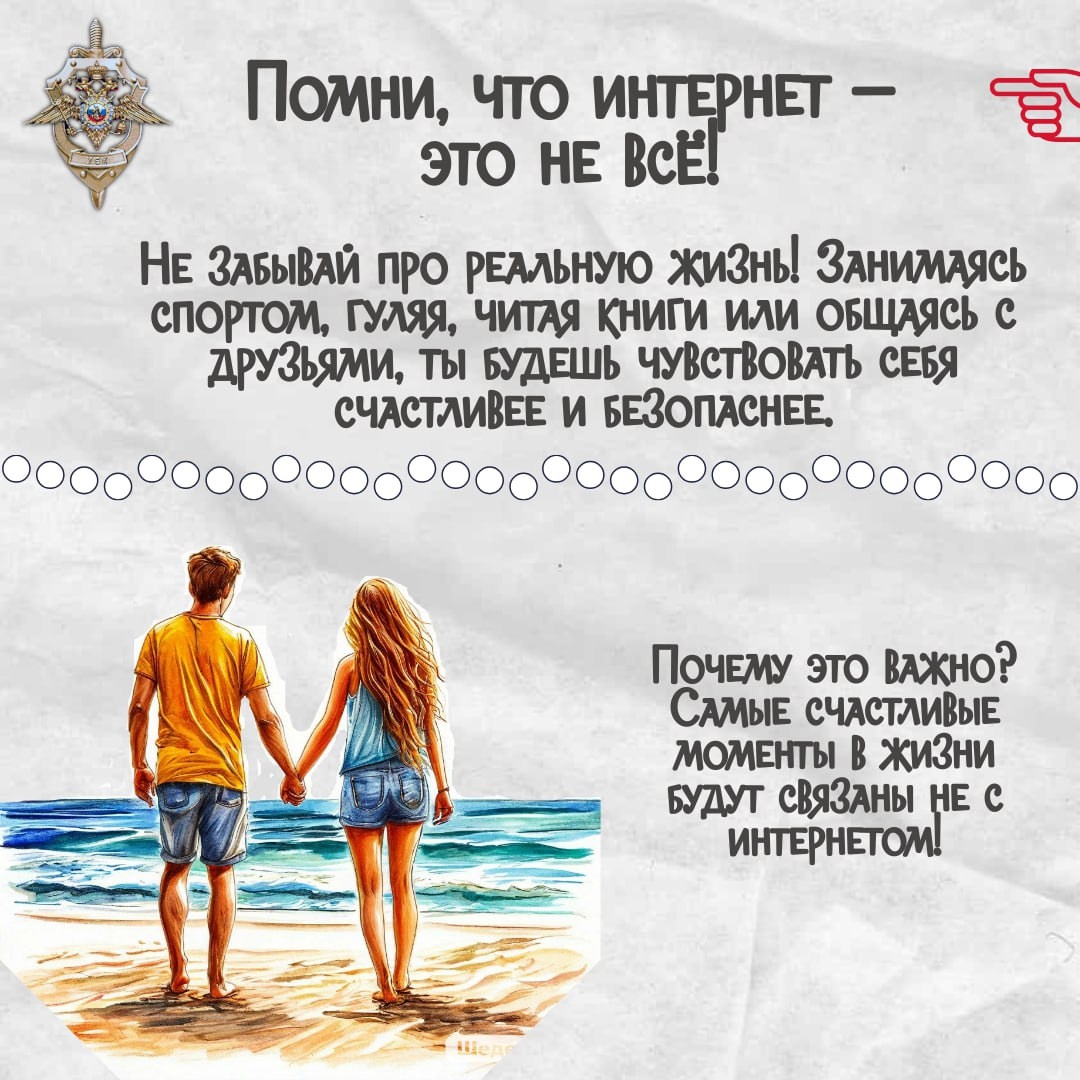 Помни, что интернет –
это не всё!
Не забывай про реальную жизнь! Занимаясь
спортом, гуляя, читая книги или общаясь с
друзьями, ты будешь чувствовать себя
счастливее и безопаснее.
Почему это важно?
Самые счастливые
моменты в жизни
будут связаны не с
интернетом!
УБК